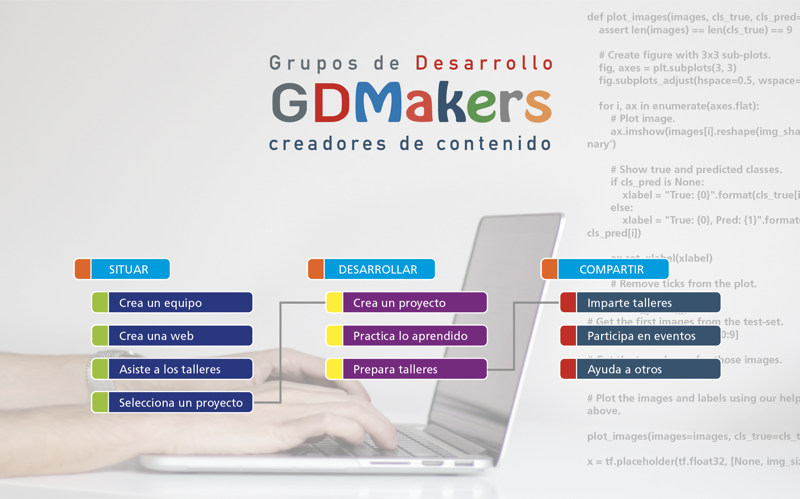 Grupos de Desarrollo
GDMakers
creadores de contenido
SITUAR
Crea un equipo
Crea una web
Asiste a los talleres
Selecciona un proyecto
DESARROLLAR
Crea un proyecto
Practica lo aprendido
Prepara talleres
COMPARTIR
Imparte talleres
Participa en eventos
Ayuda a otros
def plot_images(images, cls_true, cls_pred=
assert len(images) == len(cls_true) == 9
# Create figure with 3x3 sub-plots.
fig, axes = plt.subplots(3, 3)
fig.subplots_adjust(hspace=0.5, wspace=
for i, ax in enumerate(axes.flat):
# Plot image.
ax.imshow(images[i].reshape(img_sha
nary')
# Show true and predicted classes.
if cls_pred is None:
xlabel = "True: {0}".format(cls_true[i
else:
xlabel = "True: {0}, Pred: {1}".format
cls_pred[i])
ax.set_xlabel(xlabel)
# Remove ticks from the plot.
# Get the first images from the test-set.
0:9]
those images.
# Plot the images and labels using our help
above.
plot_images(images=images, cls_true=cls_t
x = tf.placeholder(tf.float32, [None, img_siz